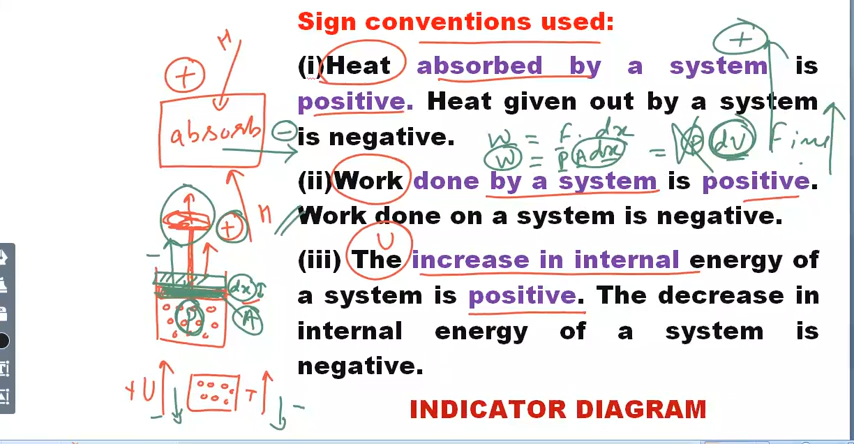 Sign conventions used:
(i)Heat absorbed by a system is
positive. Heat given out by a system
is negative.
W = F. dx
W = P A dx = P dV
(ii) Work done by a system is positive.
Work done on a system is negative.
U
(iii) The increase in internal energy of
a system is positive. The decrease in
internal energy of a system is
negative.
INDICATOR DIAGRAM
H
+
absorb
−
+
H
dx
A
P
+U
T
−